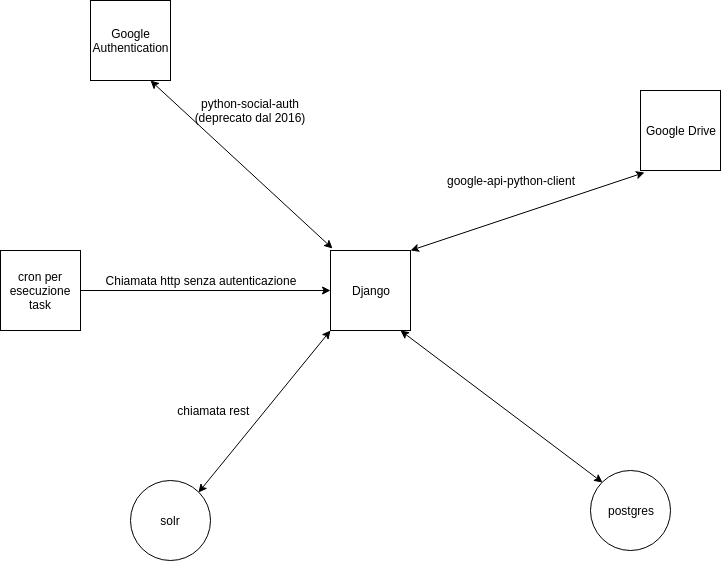 Google
Authentication
python-social-auth
(deprecato dal 2016)
Google Drive
google-api-python-client
cron per
esecuzione
task
Chiamata http senza autenticazione
Django
chiamata rest
solr
postgres